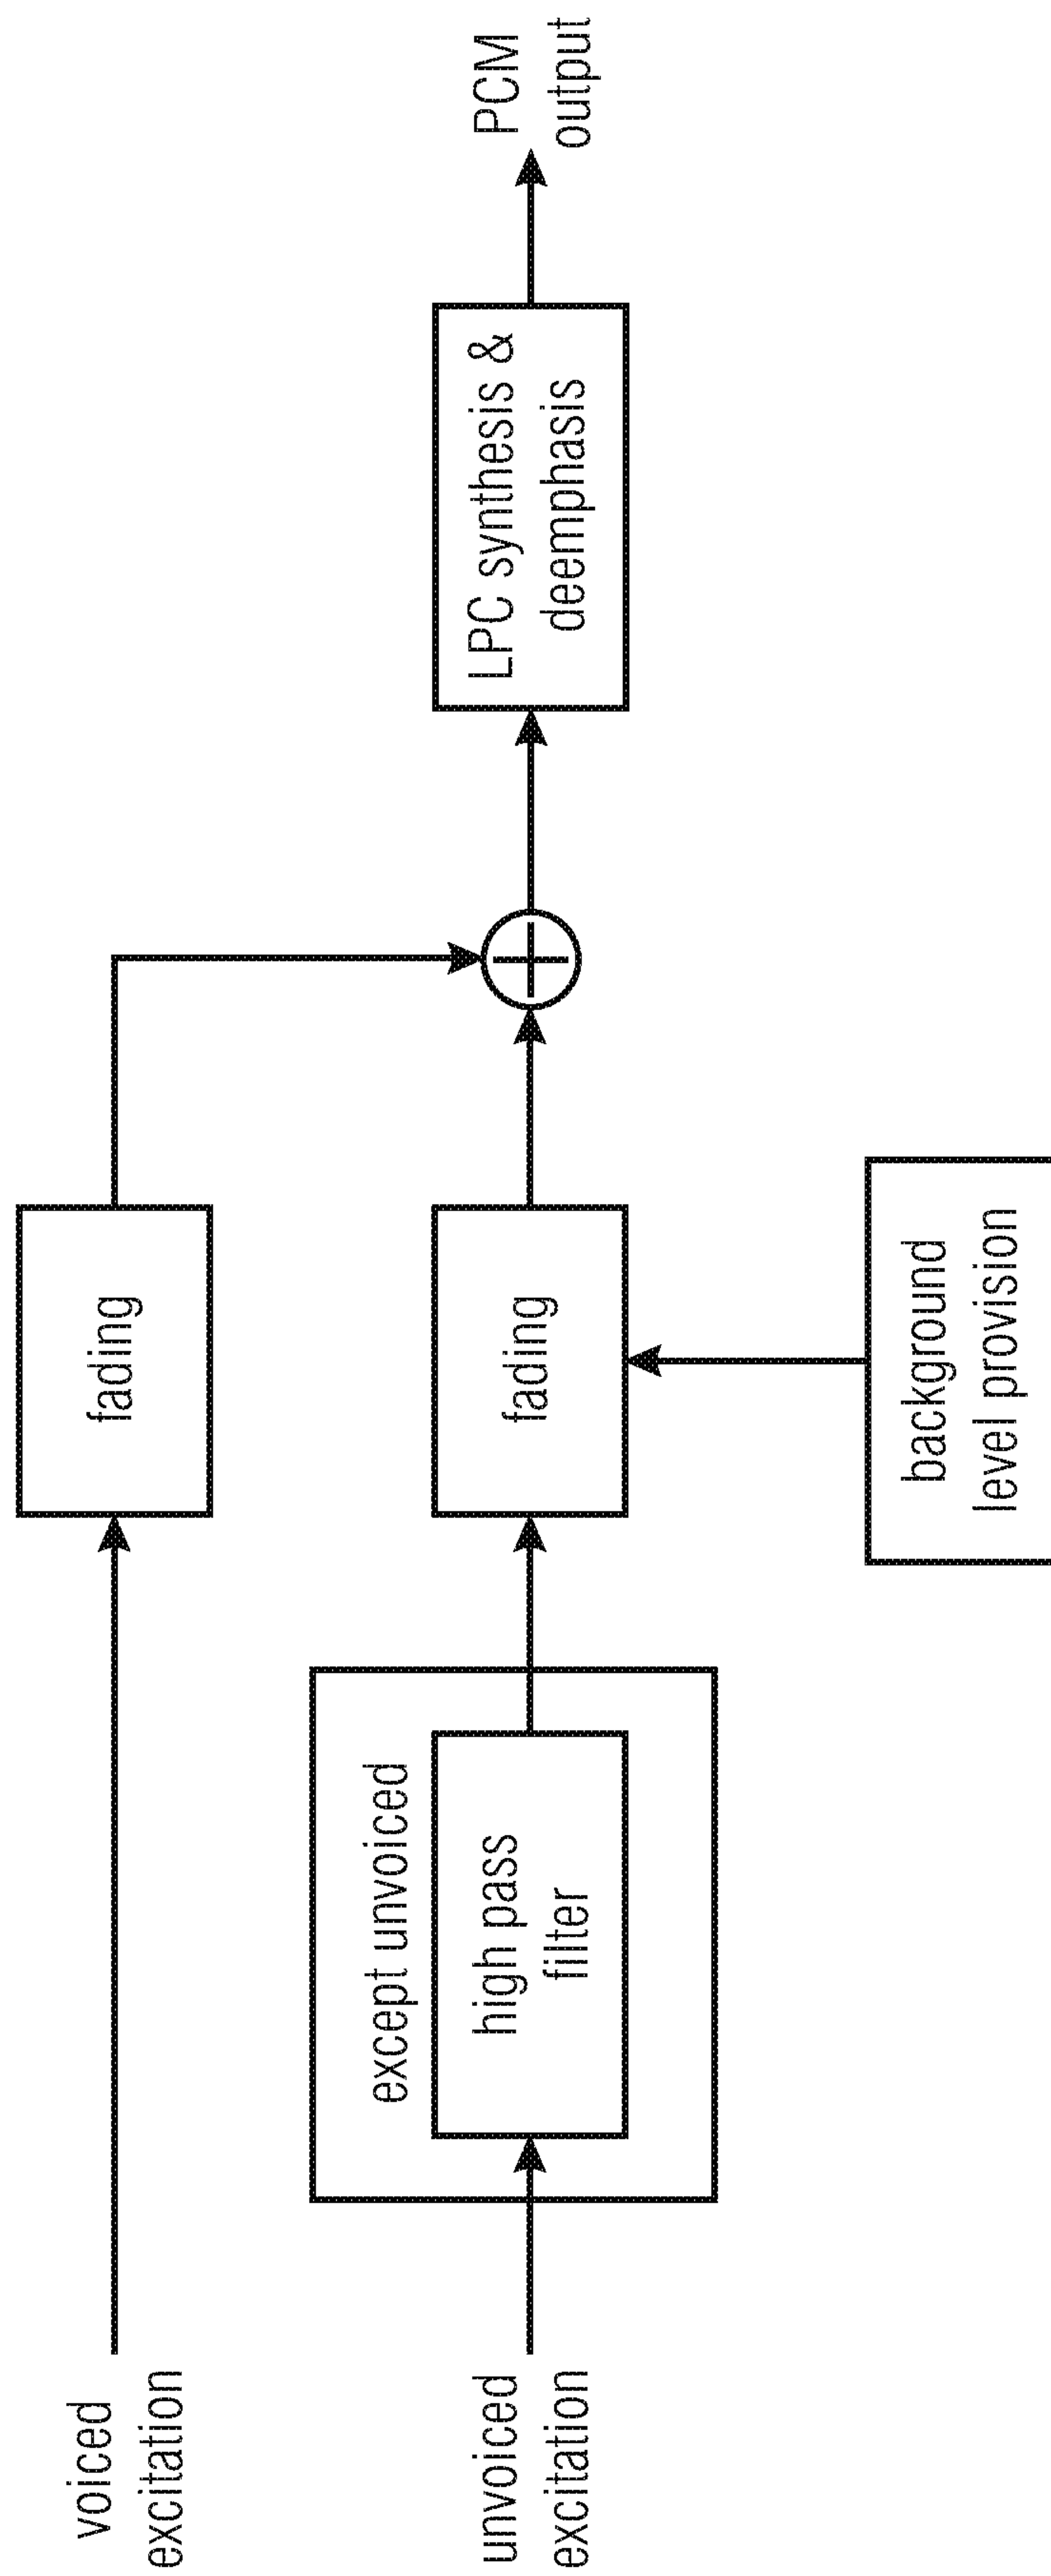 voiced
excitation
fading
unvoiced
excitation
except unvoiced
high pass
filter
fading
LPC synthesis &
deemphasis
PCM
output
background
level provision